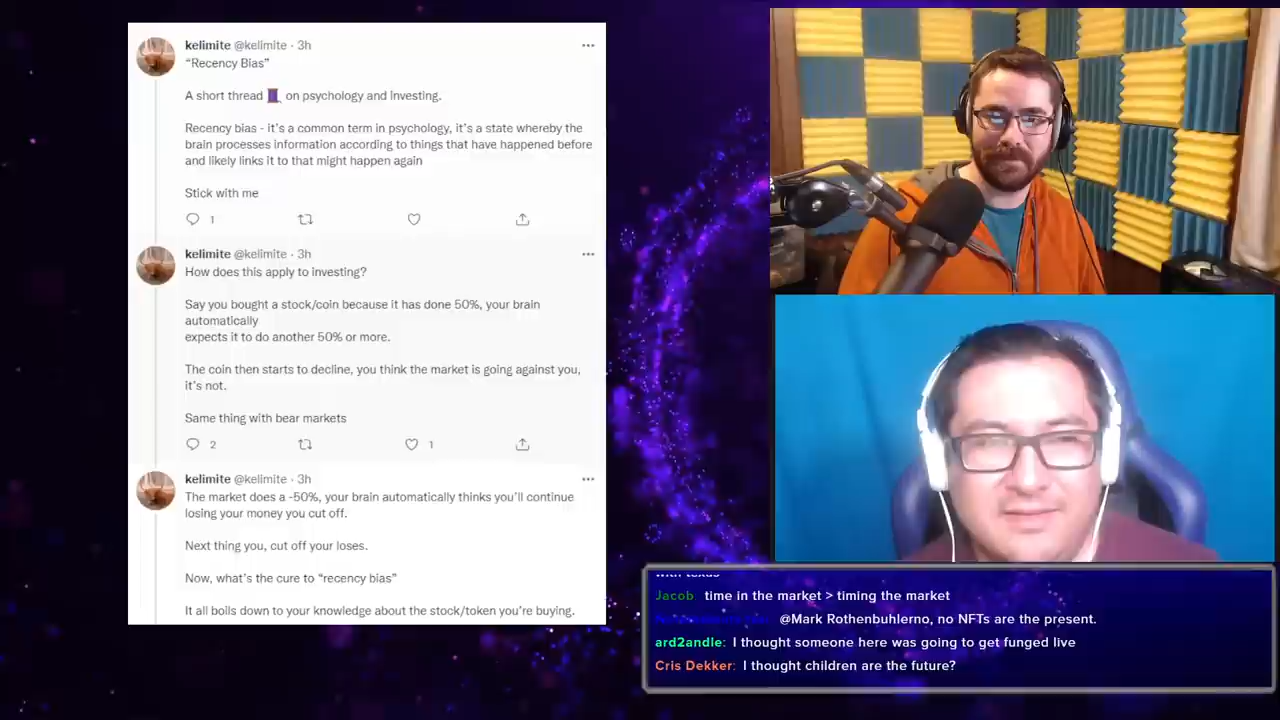 kelimite @kelimite · 3h
“Recency Bias”
A short thread 🧵 on psychology and Investing.
Recency bias - it’s a common term in psychology, it’s a state whereby the
brain processes information according to things that have happened before
and likely links it to that might happen again
Stick with me
1
kelimite @kelimite · 3h
How does this apply to investing?
Say you bought a stock/coin because it has done 50%, your brain
automatically
expects it to do another 50% or more.
The coin then starts to decline, you think the market is going against you,
it’s not.
Same thing with bear markets
2 1
kelimite @kelimite · 3h
The market does a -50%, your brain automatically thinks you’ll continue
losing your money you cut off.
Next thing you, cut off your loses.
Now, what’s the cure to “recency bias”
It all boils down to your knowledge about the stock/token you’re buying.
with texas
Jacob: time in the market > timing the market
@Mark Rothenbuhlerno, no NFTs are the present.
ard2andle: I thought someone here was going to get funged live
Cris Dekker: I thought children are the future?